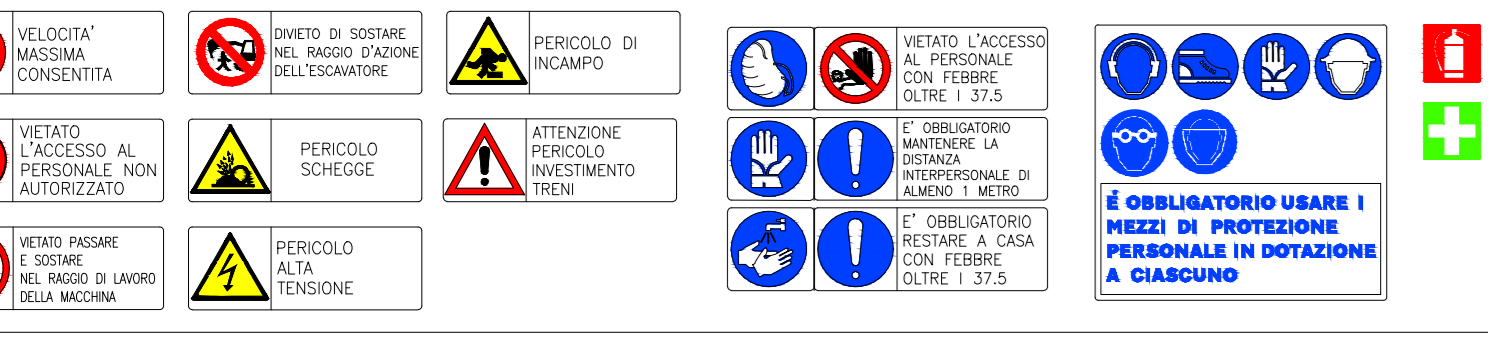 VELOCITA'
MASSIMA
CONSENTITA
DIVIETO DI SOSTARE
NEL RAGGIO D'AZIONE
DELL'ESCAVATORE
PERICOLO DI
INCAMPO
VIETATO
L'ACCESSO AL
PERSONALE NON
AUTORIZZATO
PERICOLO
SCHEGGE
ATTENZIONE
PERICOLO
INVESTIMENTO
TRENI
VIETATO PASSARE
E SOSTARE
NEL RAGGIO DI LAVORO
DELLA MACCHINA
PERICOLO
ALTA
TENSIONE
VIETATO L'ACCESSO
AL PERSONALE
CON FEBBRE
OLTRE I 37.5
E' OBBLIGATORIO
MANTENERE LA
DISTANZA
INTERPERSONALE DI
ALMENO 1 METRO
E' OBBLIGATORIO
RESTARE A CASA
CON FEBBRE
OLTRE I 37.5
È OBBLIGATORIO USARE I
MEZZI DI PROTEZIONE
PERSONALE IN DOTAZIONE
A CIASCUNO